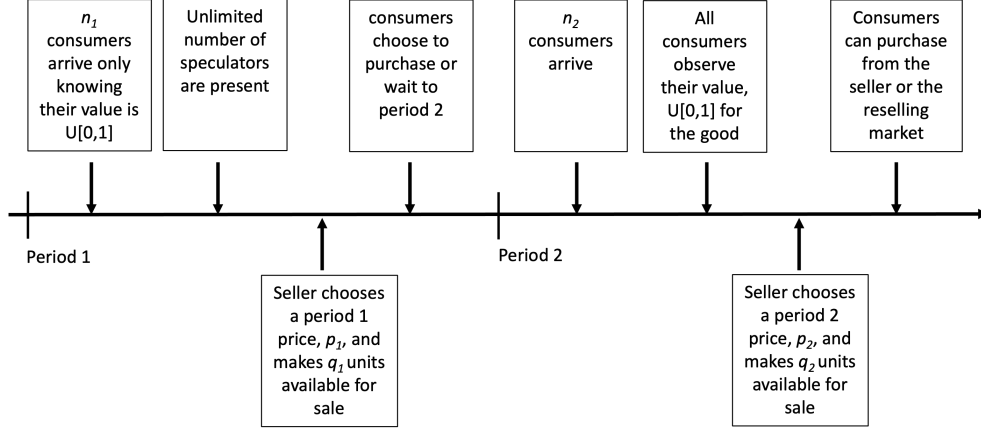 n1
consumers
arrive only
knowing
their value is
U[0,1]
Unlimited
number of
speculators
are present
consumers
choose to
purchase or
wait to
period 2
n2
consumers
arrive
All
consumers
observe
their value,
U[0,1] for
the good
Consumers
can purchase
from the
seller or the
reselling
market
Period 1
Period 2
Seller chooses
a period 1
price, p1, and
makes q1 units
available for
sale
Seller chooses
a period 2
price, p2, and
makes q2 units
available for
sale